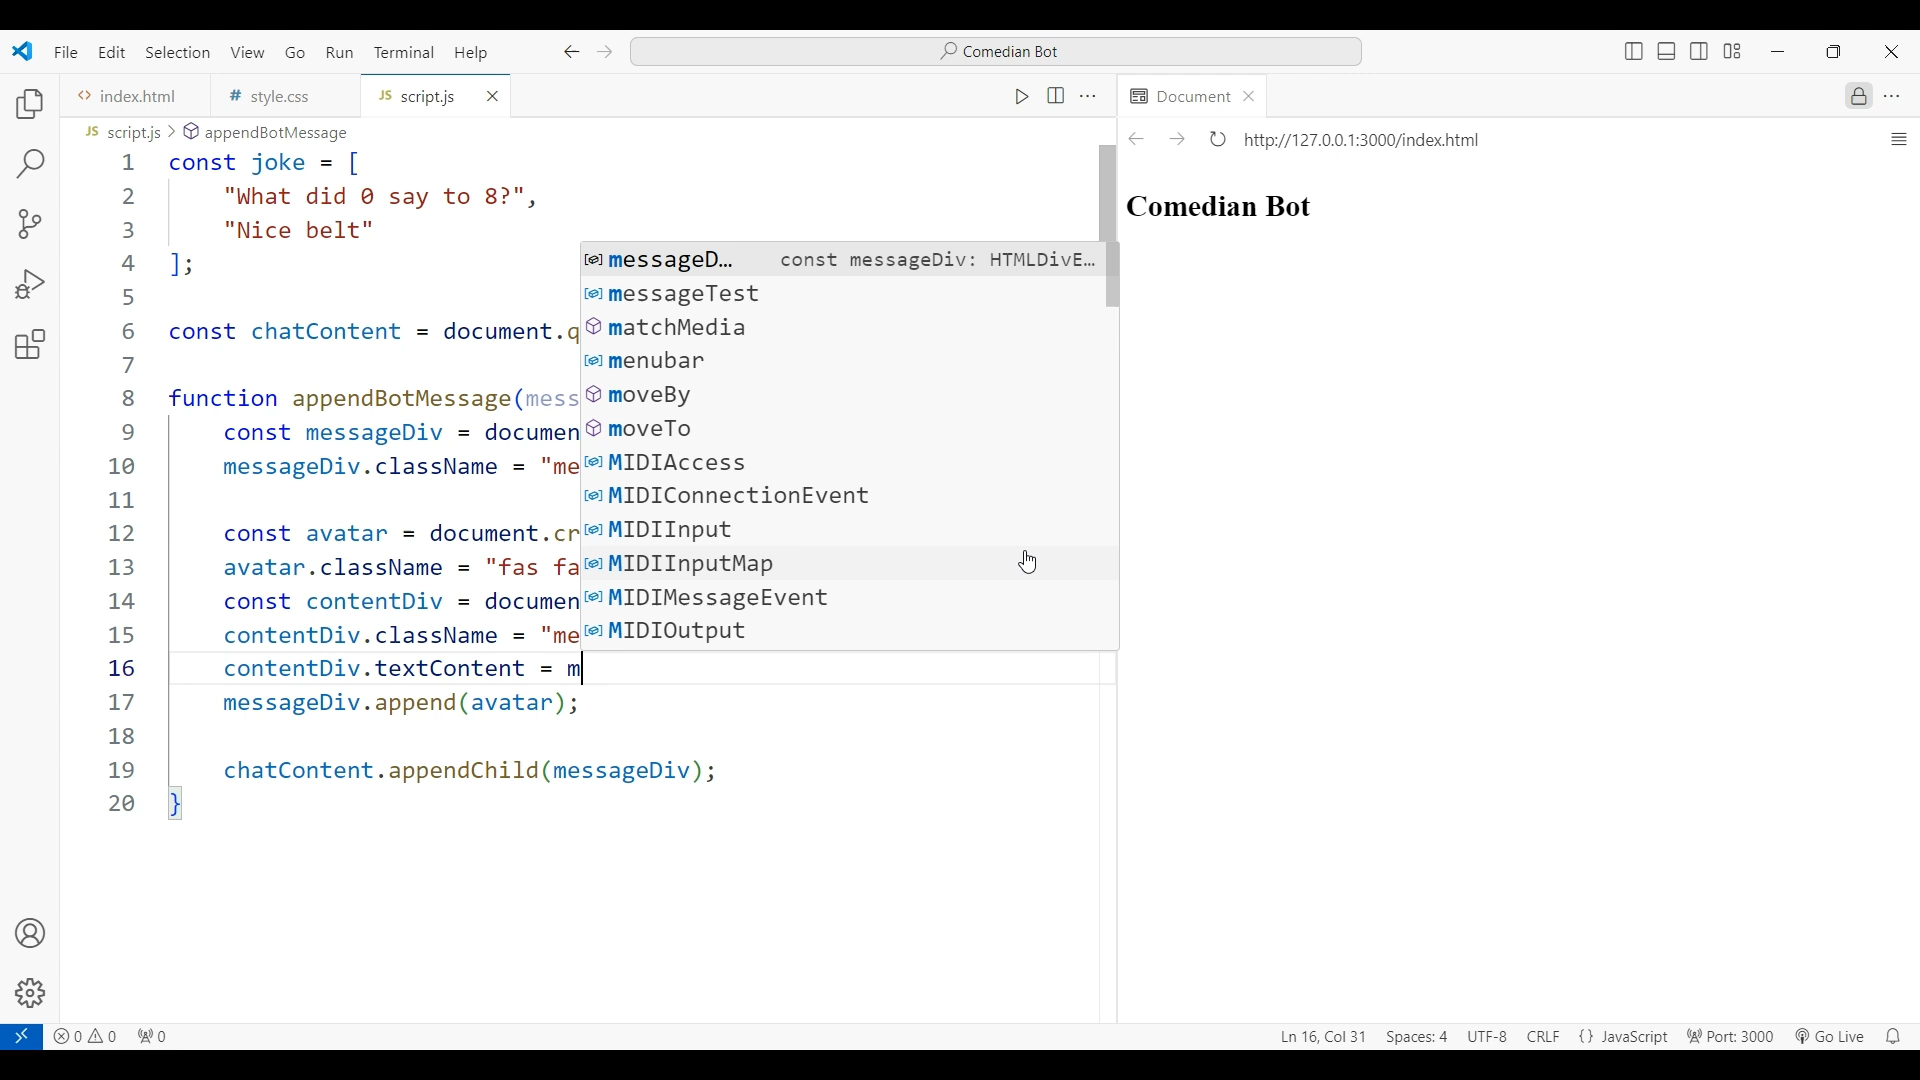 File Edit Selection View Go Run Terminal Help
Comedian Bot
index.html
# style.css
JS script.js
Document
JS script.js > appendBotMessage
http://127.0.0.1:3000/index.html
1 const joke = [
2 "What did 0 say to 8?",
3 "Nice belt"
4 ];
5
6 const chatContent = document.q
7
8 function appendBotMessage(mess
9 const messageDiv = documen
10 messageDiv.className = "me
11
12 const avatar = document.cr
13 avatar.className = "fas fa
14 const contentDiv = documen
15 contentDiv.className = "me
16 contentDiv.textContent = m
17 messageDiv.append(avatar);
18
19 chatContent.appendChild(messageDiv);
20 }
messageD... const messageDiv: HTMLDivE...
messageTest
matchMedia
menubar
moveBy
moveTo
MIDIAccess
MIDIConnectionEvent
MIDIInput
MIDIInputMap
MIDIMessageEvent
MIDIOutput
Comedian Bot
0 0 0
Ln 16, Col 31 Spaces: 4 UTF-8 CRLF {} JavaScript Port: 3000 Go Live